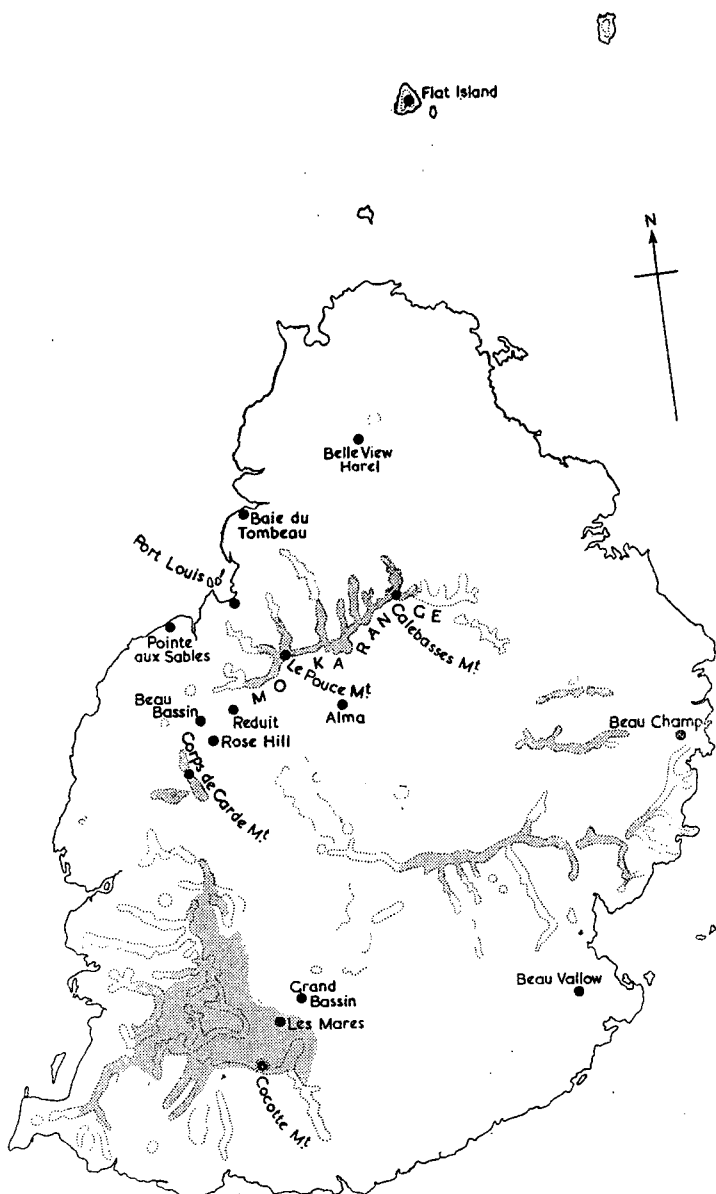 Flat Island
N
Belle View
Harel
Baie du
Tombeau
Port Louis
Pointe
aux Sables
Calebasses Mt
MOKA RANGE
Le Pouce Mt
Beau
Bassin
Reduit
Alma
Rose Hill
Beau Champ
Corps de Garde Mt
Grand
Bassin
Beau Vallow
Les Mares
Cocotte Mt